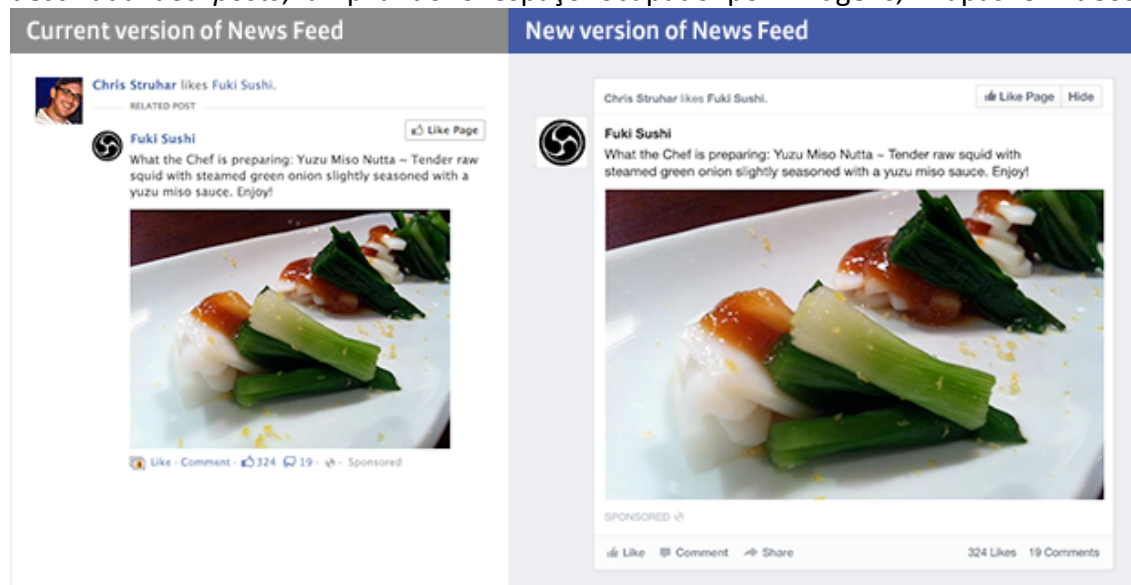 Current version of News Feed
New version of News Feed
Chris Struhar likes Fuki Sushi.
RELATED POST
Fuki Sushi
Like Page
What the Chef is preparing: Yuzu Miso Nutta ~ Tender raw
squid with steamed green onion slightly seasoned with a
yuzu miso sauce. Enjoy!
Like · Comment · 324 19 · Sponsored
Chris Struhar likes Fuki Sushi.
Like Page Hide
Fuki Sushi
What the Chef is preparing: Yuzu Miso Nutta ~ Tender raw squid with
steamed green onion slightly seasoned with a yuzu miso sauce. Enjoy!
SPONSORED
Like Comment Share 324 Likes 19 Comments